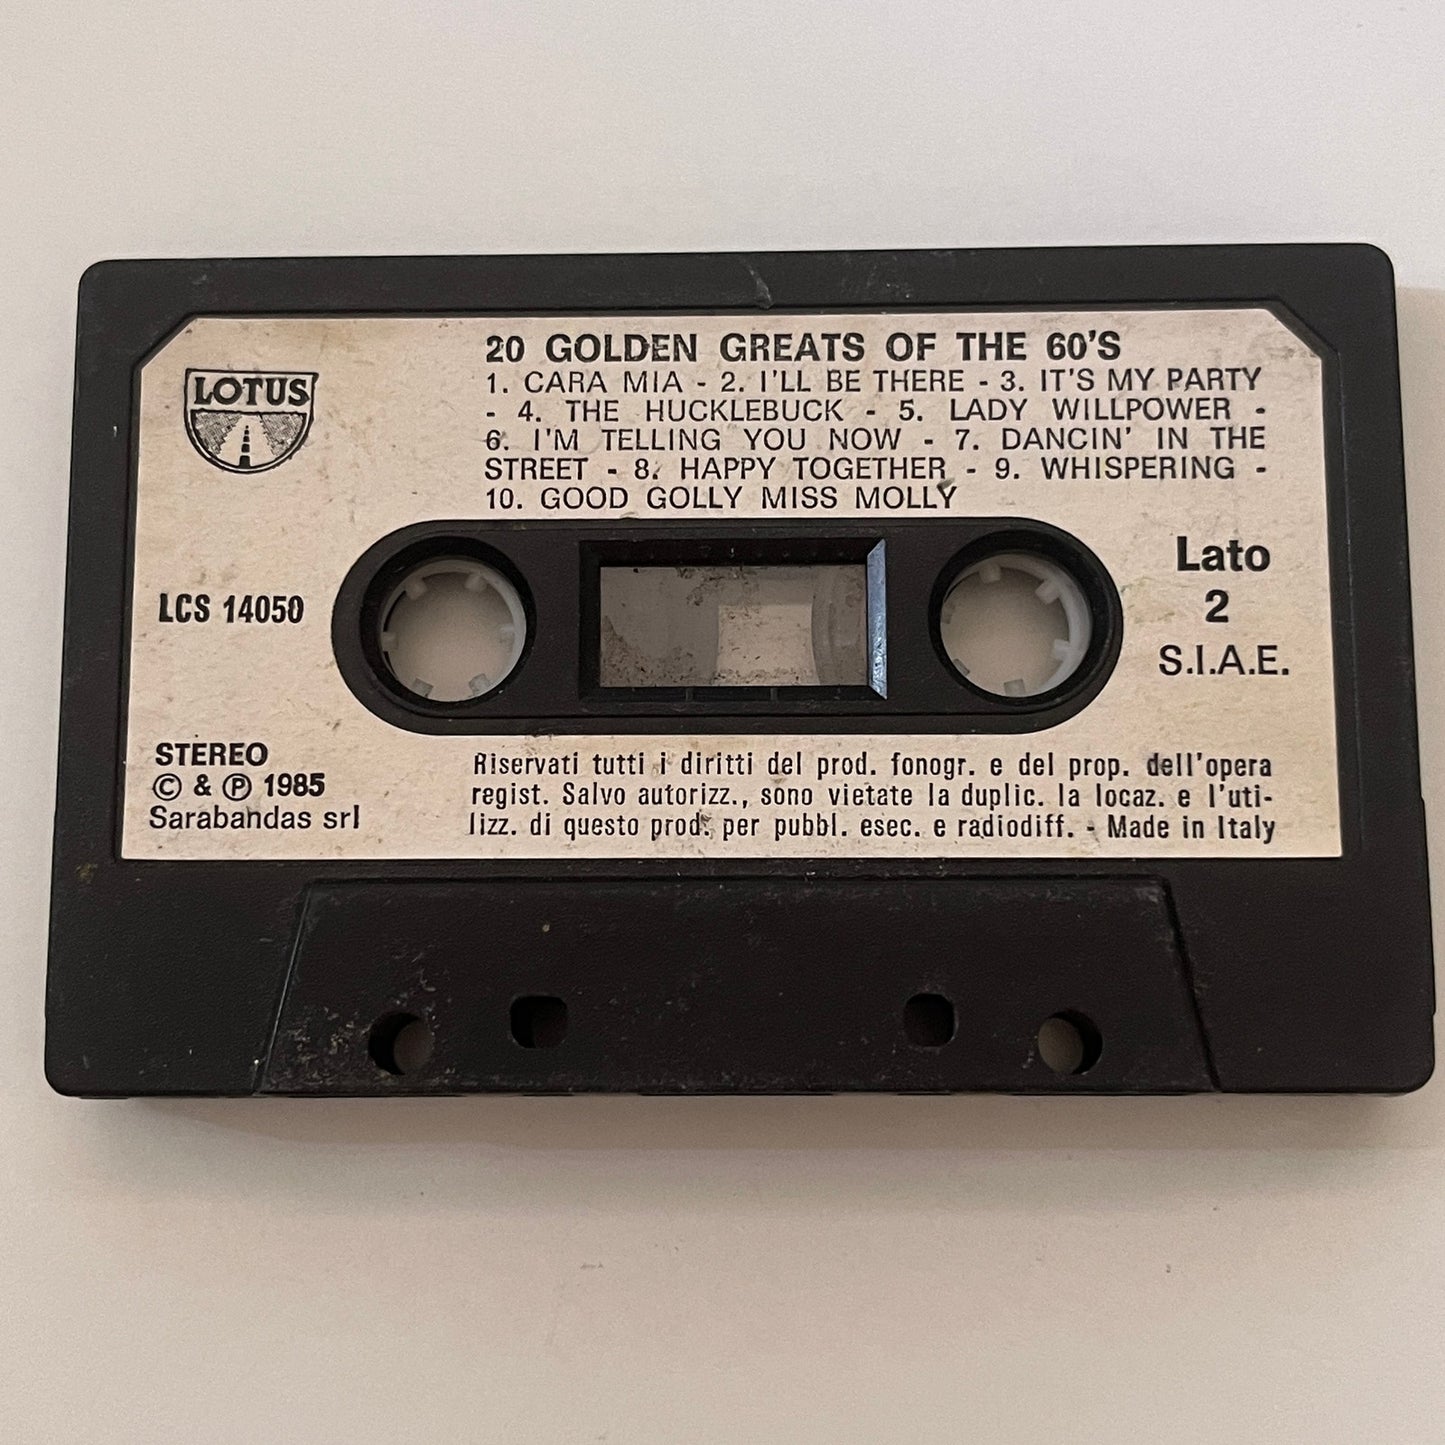 20 GOLDEN GREATS OF THE 60'S
1. CARA MIA - 2. I'LL BE THERE - 3. IT'S MY PARTY
- 4. THE HUCKLEBUCK - 5. LADY WILLPOWER -
6. I'M TELLING YOU NOW - 7. DANCIN' IN THE
STREET - 8. HAPPY TOGETHER - 9. WHISPERING -
10. GOOD GOLLY MISS MOLLY
LOTUS
LCS 14050
Lato
2
S.I.A.E.
STEREO
© & ℗ 1985
Sarabandas srl
Riservati tutti i diritti del prod. fonogr. e del prop. dell'opera
regist. Salvo autorizz., sono vietate la duplic. la locaz. e l'uti-
lizz. di questo prod. per pubbl. esec. e radiodiff. - Made in Italy